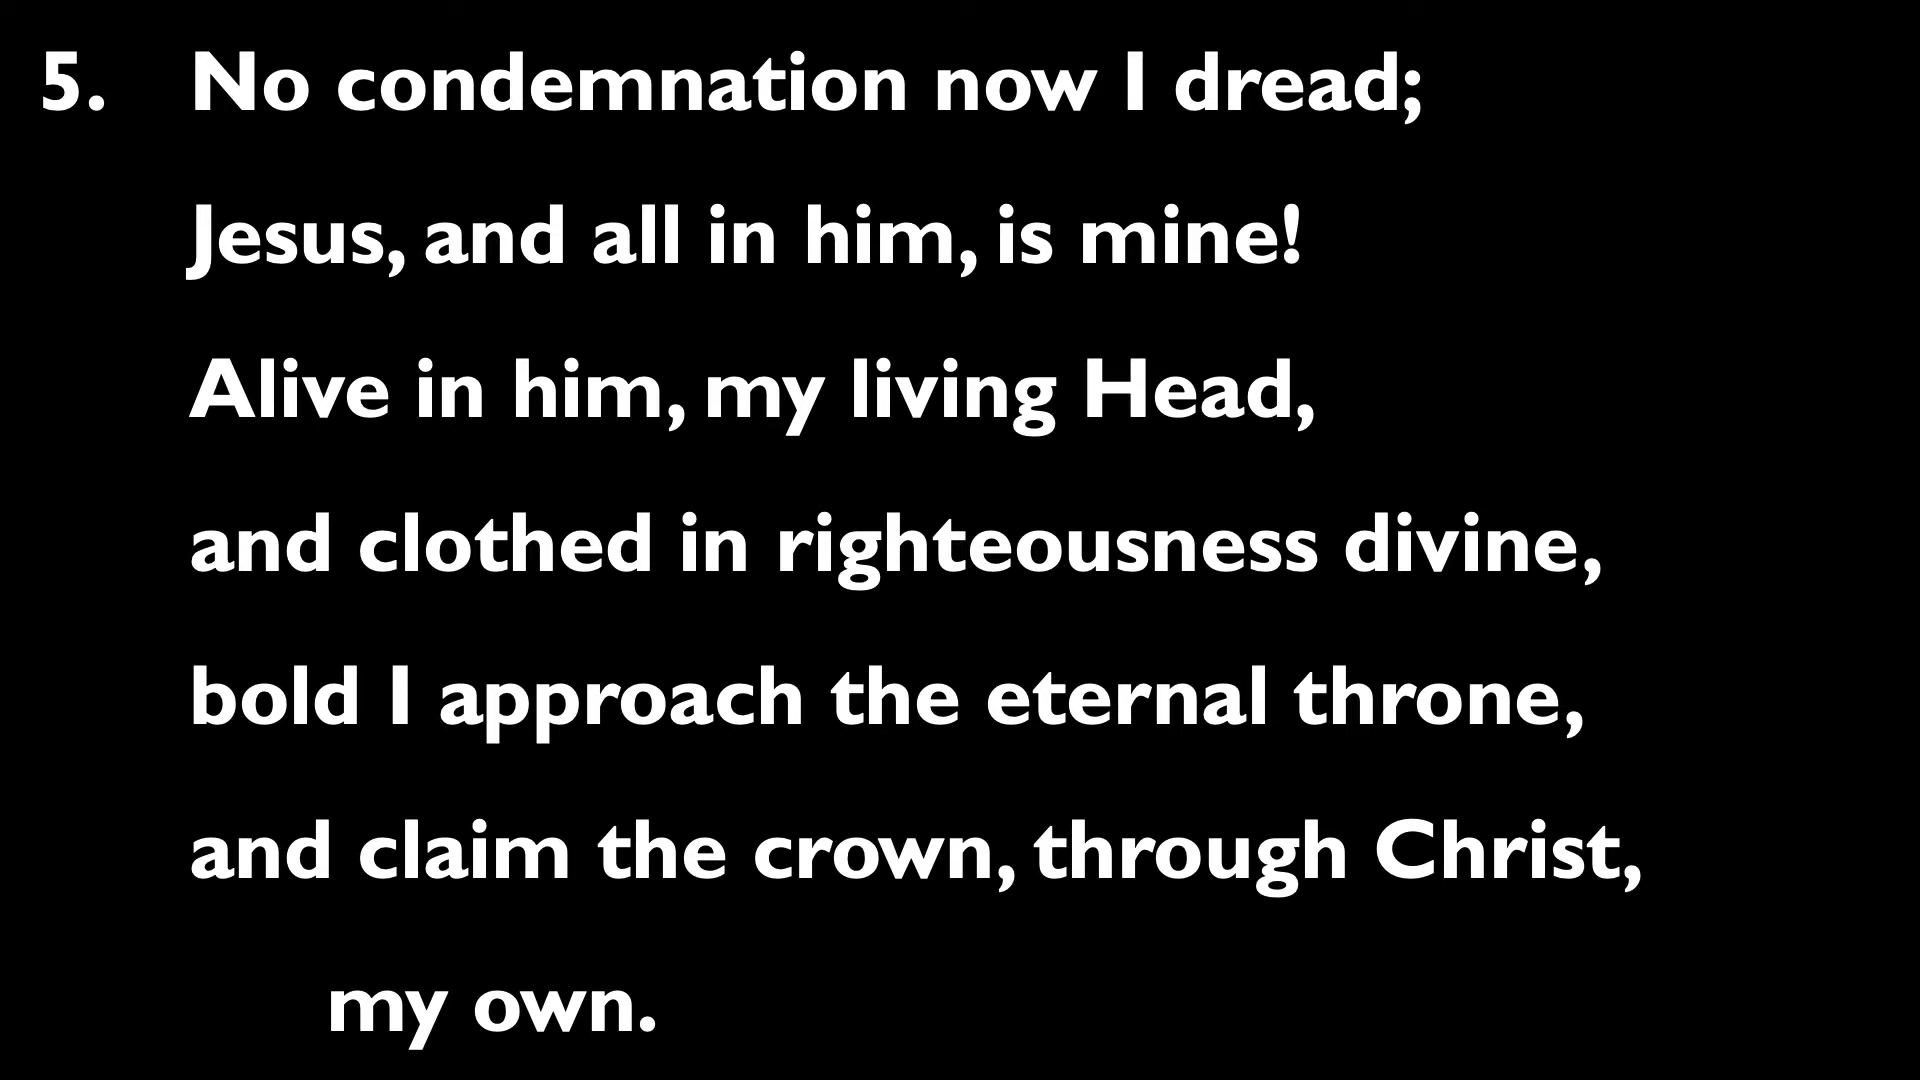 5. No condemnation now I dread;
Jesus, and all in him, is mine!
Alive in him, my living Head,
and clothed in righteousness divine,
bold I approach the eternal throne,
and claim the crown, through Christ,
my own.